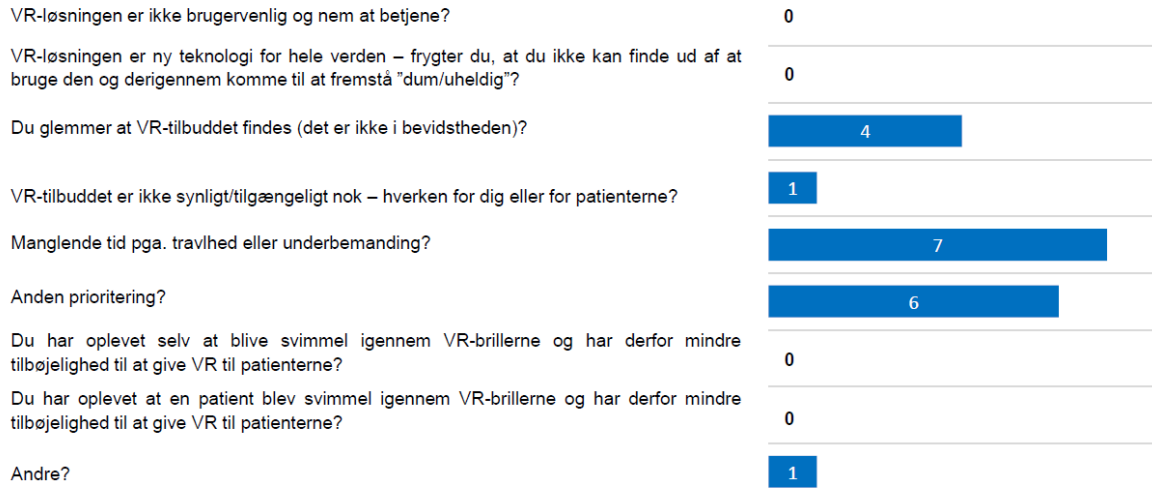 VR-løsningen er ikke brugervenlig og nem at betjene?
0
VR-løsningen er ny teknologi for hele verden – frygter du, at du ikke kan finde ud af at
bruge den og derigennem komme til at fremstå ”dum/uheldig”?
0
Du glemmer at VR-tilbuddet findes (det er ikke i bevidstheden)?
4
VR-tilbuddet er ikke synligt/tilgængeligt nok – hverken for dig eller for patienterne?
1
Manglende tid pga. travlhed eller underbemanding?
7
Anden prioritering?
6
Du har oplevet selv at blive svimmel igennem VR-brillerne og har derfor mindre
tilbøjelighed til at give VR til patienterne?
0
Du har oplevet at en patient blev svimmel igennem VR-brillerne og har derfor mindre
tilbøjelighed til at give VR til patienterne?
0
Andre?
1